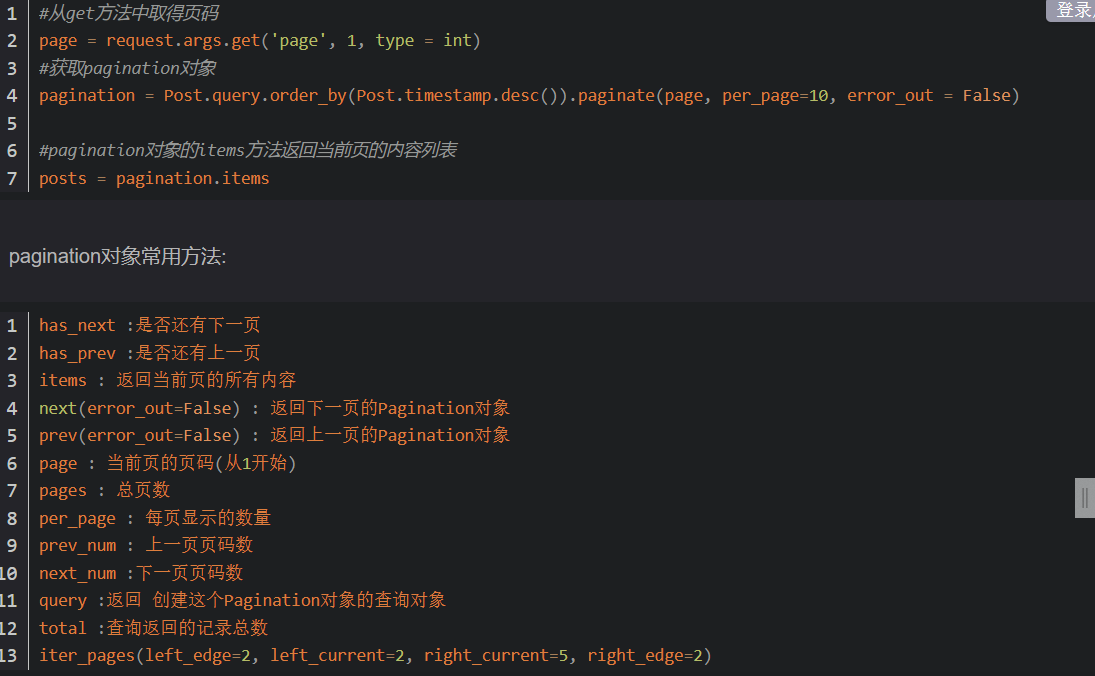 登录
1 #从get方法中取得页码
2 page = request.args.get('page', 1, type = int)
3 #获取pagination对象
4 pagination = Post.query.order_by(Post.timestamp.desc()).paginate(page, per_page=10, error_out = False)
5
6 #pagination对象的items方法返回当前页的内容列表
7 posts = pagination.items
pagination对象常用方法:
1 has_next :是否还有下一页
2 has_prev :是否还有上一页
3 items : 返回当前页的所有内容
4 next(error_out=False) : 返回下一页的Pagination对象
5 prev(error_out=False) : 返回上一页的Pagination对象
6 page : 当前页的页码(从1开始)
7 pages : 总页数
8 per_page : 每页显示的数量
9 prev_num : 上一页页码数
10 next_num :下一页页码数
11 query :返回 创建这个Pagination对象的查询对象
12 total :查询返回的记录总数
13 iter_pages(left_edge=2, left_current=2, right_current=5, right_edge=2)